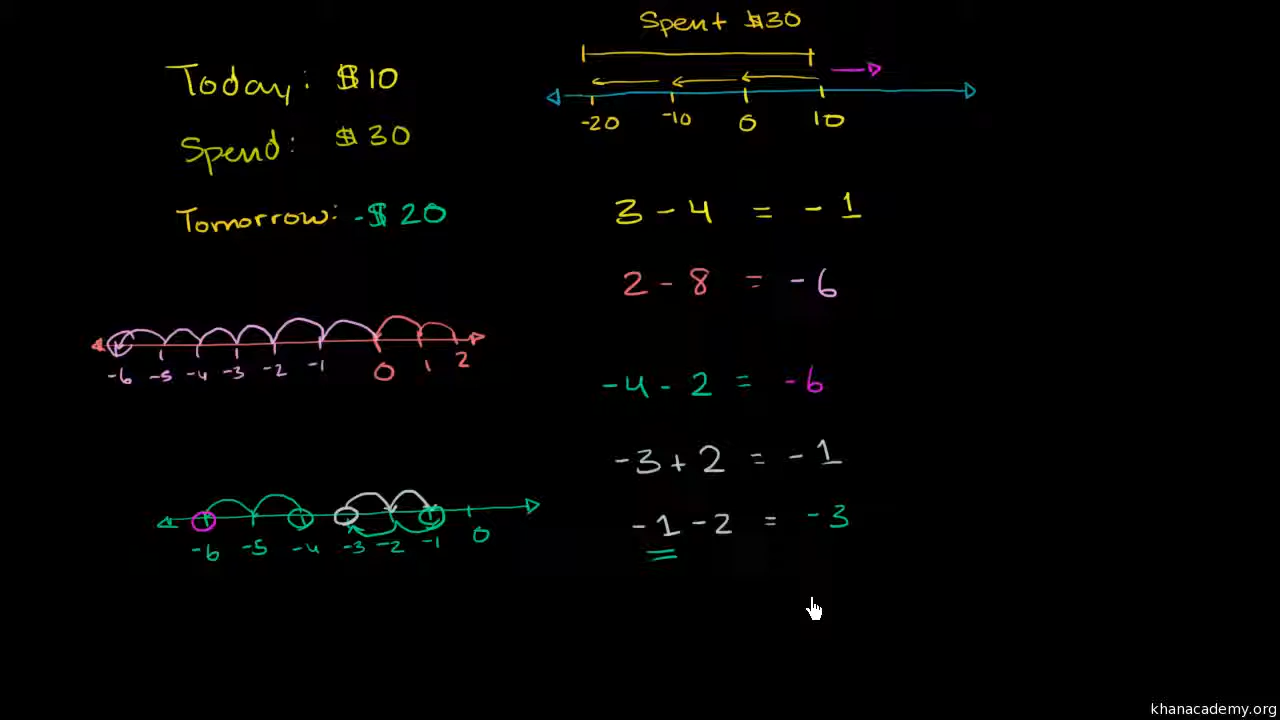 Spent $30
Today: $10
-20 -10 0 10
Spend: $30
Tomorrow: -$20
3 - 4 = -1
2 - 8 = -6
-6 -5 -4 -3 -2 -1 0 1 2
-4 - 2 = -6
-3 + 2 = -1
-1 - 2 = -3
-6 -5 -4 -3 -2 -1 0
khanacademy.org